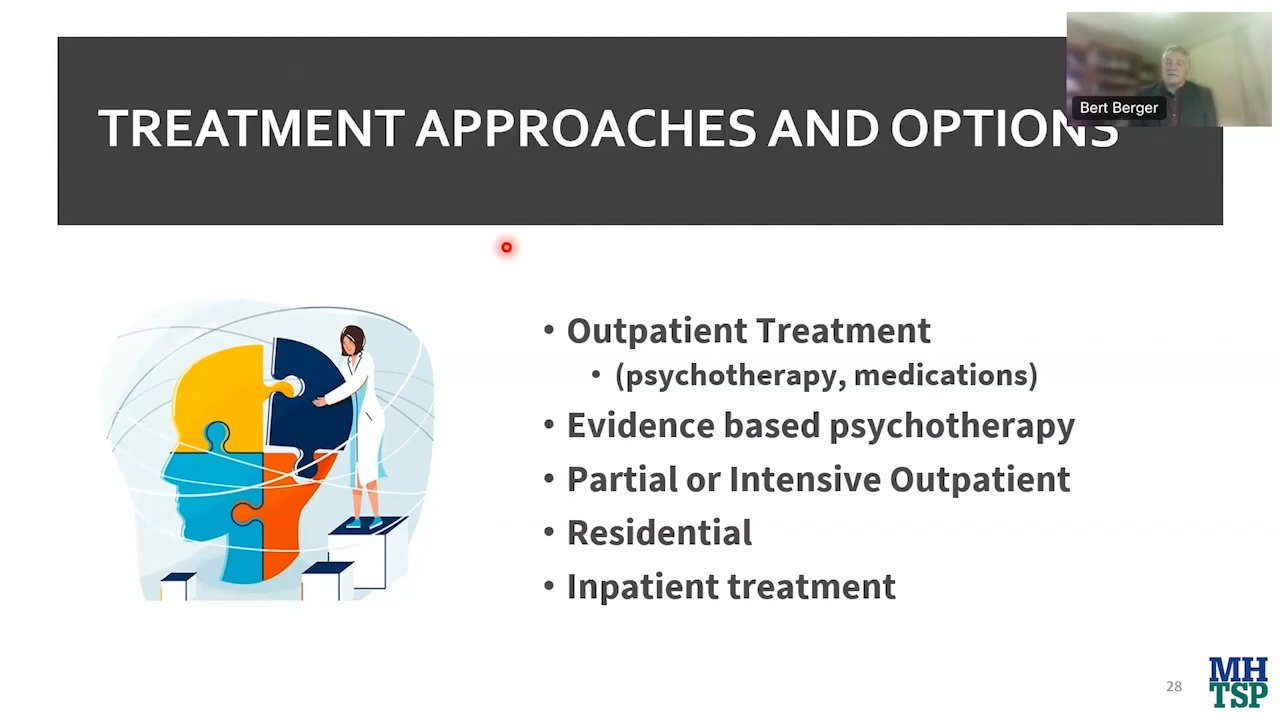 TREATMENT APPROACHES AND OPTIONS
Bert Berger
• Outpatient Treatment
• (psychotherapy, medications)
• Evidence based psychotherapy
• Partial or Intensive Outpatient
• Residential
• Inpatient treatment
28
MH
TSP